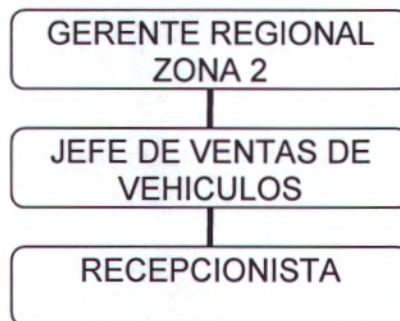 GERENTE REGIONAL
ZONA 2
JEFE DE VENTAS DE
VEHICULOS
RECEPCIONISTA